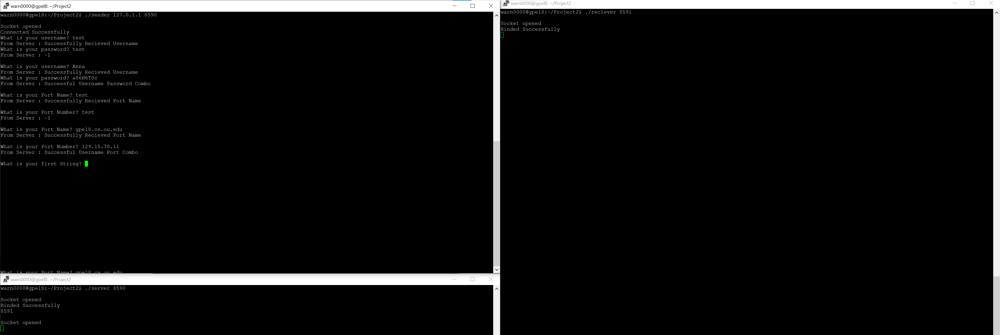 warn0000@gpel8: ~/Project2
warn0000@gpel8:~/Project2$ ./sender 127.0.1.1 8590
Socket opened
Connected Successfully
What is your username? test
From Server : Successfully Recieved Username
What is your password? test
From Server : -1
What is your username? Anna
From Server : Successfully Recieved Username
What is your password? a86H6T0c
From Server : Successful Username Password Combo
What is your Port Name? test
From Server : Successfully Recieved Port Name
What is your Port Number? test
From Server : -1
What is your Port Name? gpel8.cs.ou.edu
From Server : Successfully Recieved Port Name
What is your Port Number? 129.15.78.11
From Server : Successful Username Port Combo
What is your first String?
What is your Port Name? gpel8.cs.ou.edu
warn0000@gpel8: ~/Project2
warn0000@gpel8:~/Project2$ ./server 8590
Socket opened
Binded Successfully
8591
Socket opened
warn0000@gpel8: ~/Project2
warn0000@gpel8:~/Project2$ ./reciever 8591
Socket opened
Binded Successfully